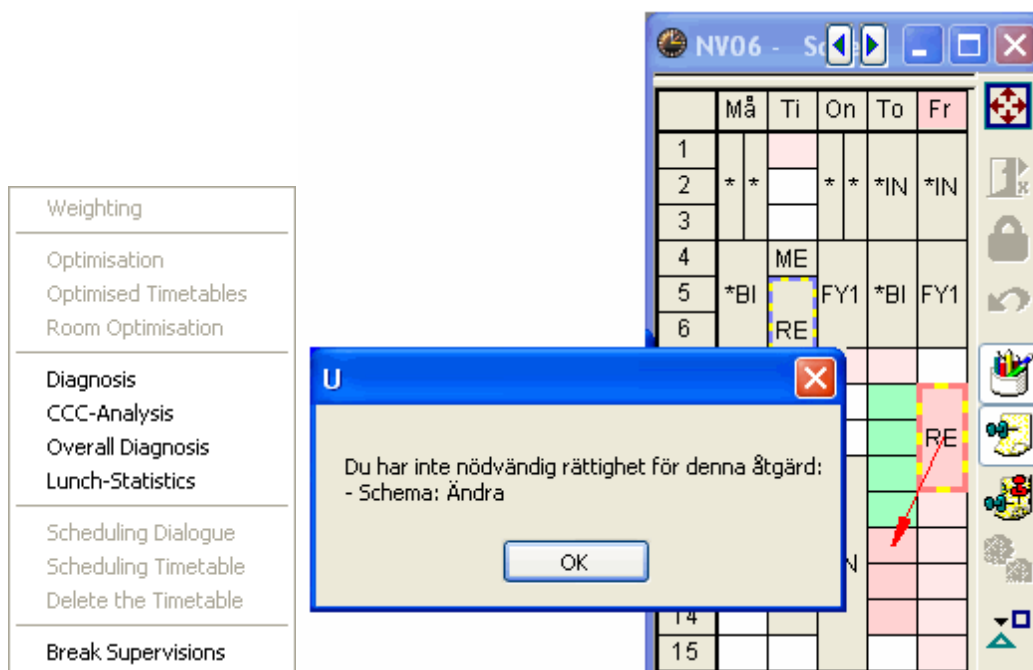 Weighting
Optimisation
Optimised Timetables
Room Optimisation
Diagnosis
CCC-Analysis
Overall Diagnosis
Lunch-Statistics
Scheduling Dialogue
Scheduling Timetable
Delete the Timetable
Break Supervisions
U
Du har inte nödvändig rättighet för denna åtgärd:
- Schema: Ändra
OK
NV06 -
Må Ti On To Fr
1
2 * * * * *IN *IN
3
4 ME
5 *BI FY1 *BI FY1
6 RE
RE
14
15